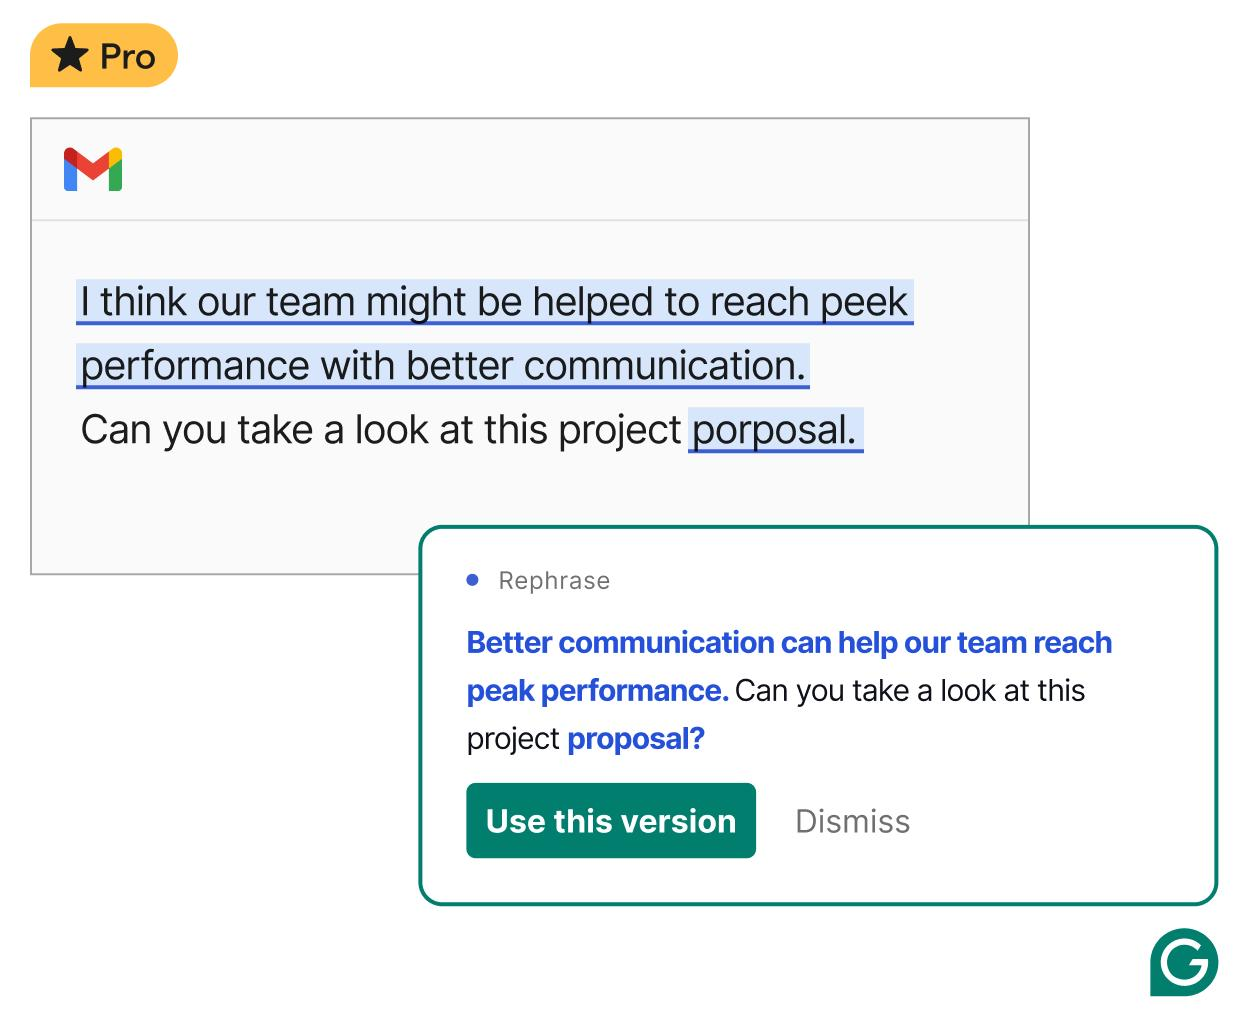 Pro
I think our team might be helped to reach peek
performance with better communication.
Can you take a look at this project porposal.
Rephrase
Better communication can help our team reach
peak performance. Can you take a look at this
project proposal?
Use this version
Dismiss